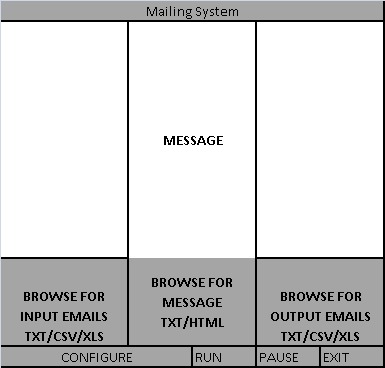 Mailing System
MESSAGE
BROWSE FOR
INPUT EMAILS
TXT/CSV/XLS
BROWSE FOR
MESSAGE
TXT/HTML
BROWSE FOR
OUTPUT EMAILS
TXT/CSV/XLS
CONFIGURE
RUN
PAUSE
EXIT